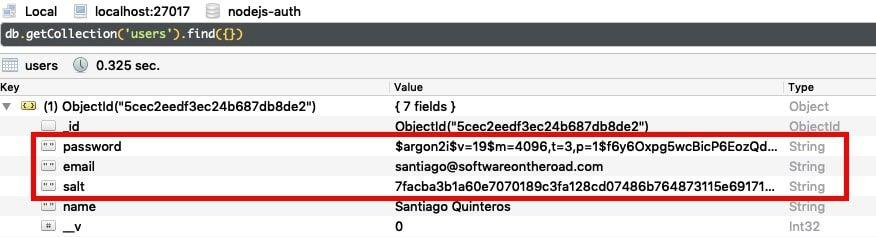 Local localhost:27017 nodejs-auth
db.getCollection('users').find({})
users 0.325 sec.
Key Value Type
(1) ObjectId("5cec2eedf3ec24b687db8de2") { 7 fields } Object
_id ObjectId("5cec2eedf3ec24b687db8de2") ObjectId
"" password $argon2i$v=19$m=4096,t=3,p=1$f6y6Oxpg5wcBicP6EozQd... String
"" email santiago@softwareontheroad.com String
"" salt 7facba3b1a60e7070189c3fa128cd07486b764873115e69171... String
"" name Santiago Quinteros String
# __v 0 Int32